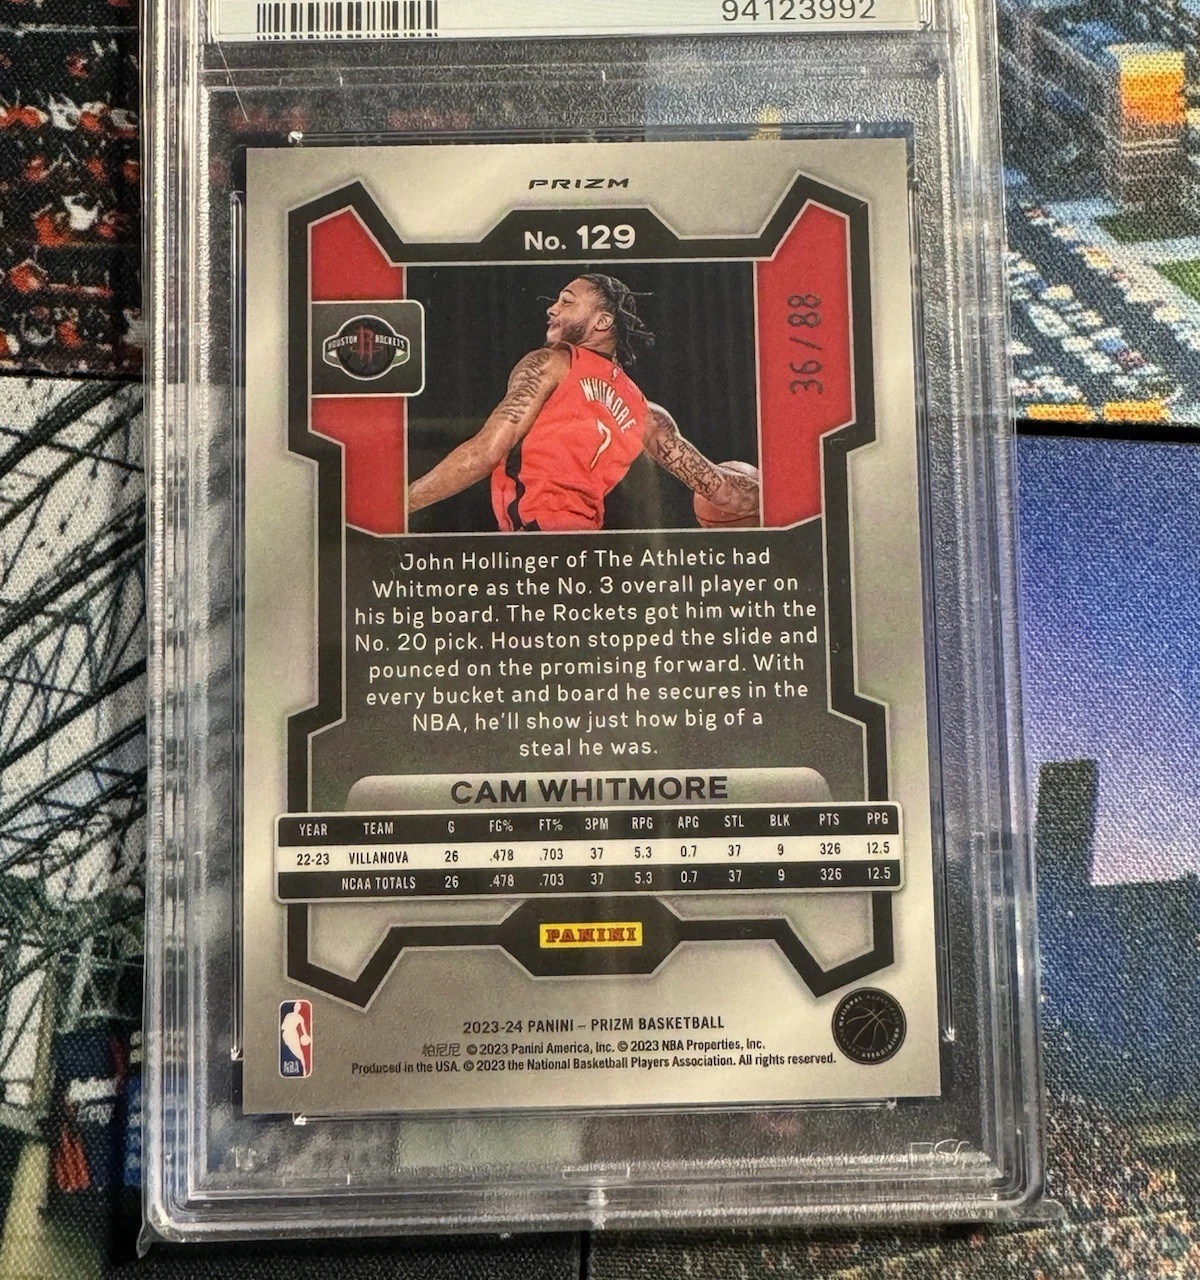 94123992
PRIZM
No. 129
HOUSTON R ROCKETS
36/88
WHITMORE
7
John Hollinger of The Athletic had
Whitmore as the No. 3 overall player on
his big board. The Rockets got him with the
No. 20 pick. Houston stopped the slide and
pounced on the promising forward. With
every bucket and board he secures in the
NBA, he'll show just how big of a
steal he was.
CAM WHITMORE
YEAR TEAM G FG% FT% 3PM RPG APG STL BLK PTS PPG
22-23 VILLANOVA 26 .478 .703 37 5.3 0.7 37 9 326 12.5
NCAA TOTALS 26 .478 .703 37 5.3 0.7 37 9 326 12.5
PANINI
NBA
2023-24 PANINI – PRIZM BASKETBALL
帕尼尼 © 2023 Panini America, Inc. © 2023 NBA Properties, Inc.
Produced in the USA. © 2023 the National Basketball Players Association. All rights reserved.